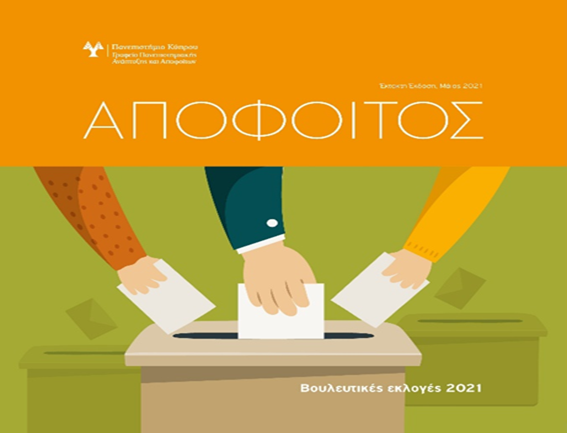 Πανεπιστήμιο Κύπρου
Γραφείο Πανεπιστημιακής
Ανάπτυξης και Αποφοίτων
Έκτακτη Έκδοση, Μάιος 2021
ΑΠΟΦΟΙΤΟΣ
Βουλευτικές εκλογές 2021